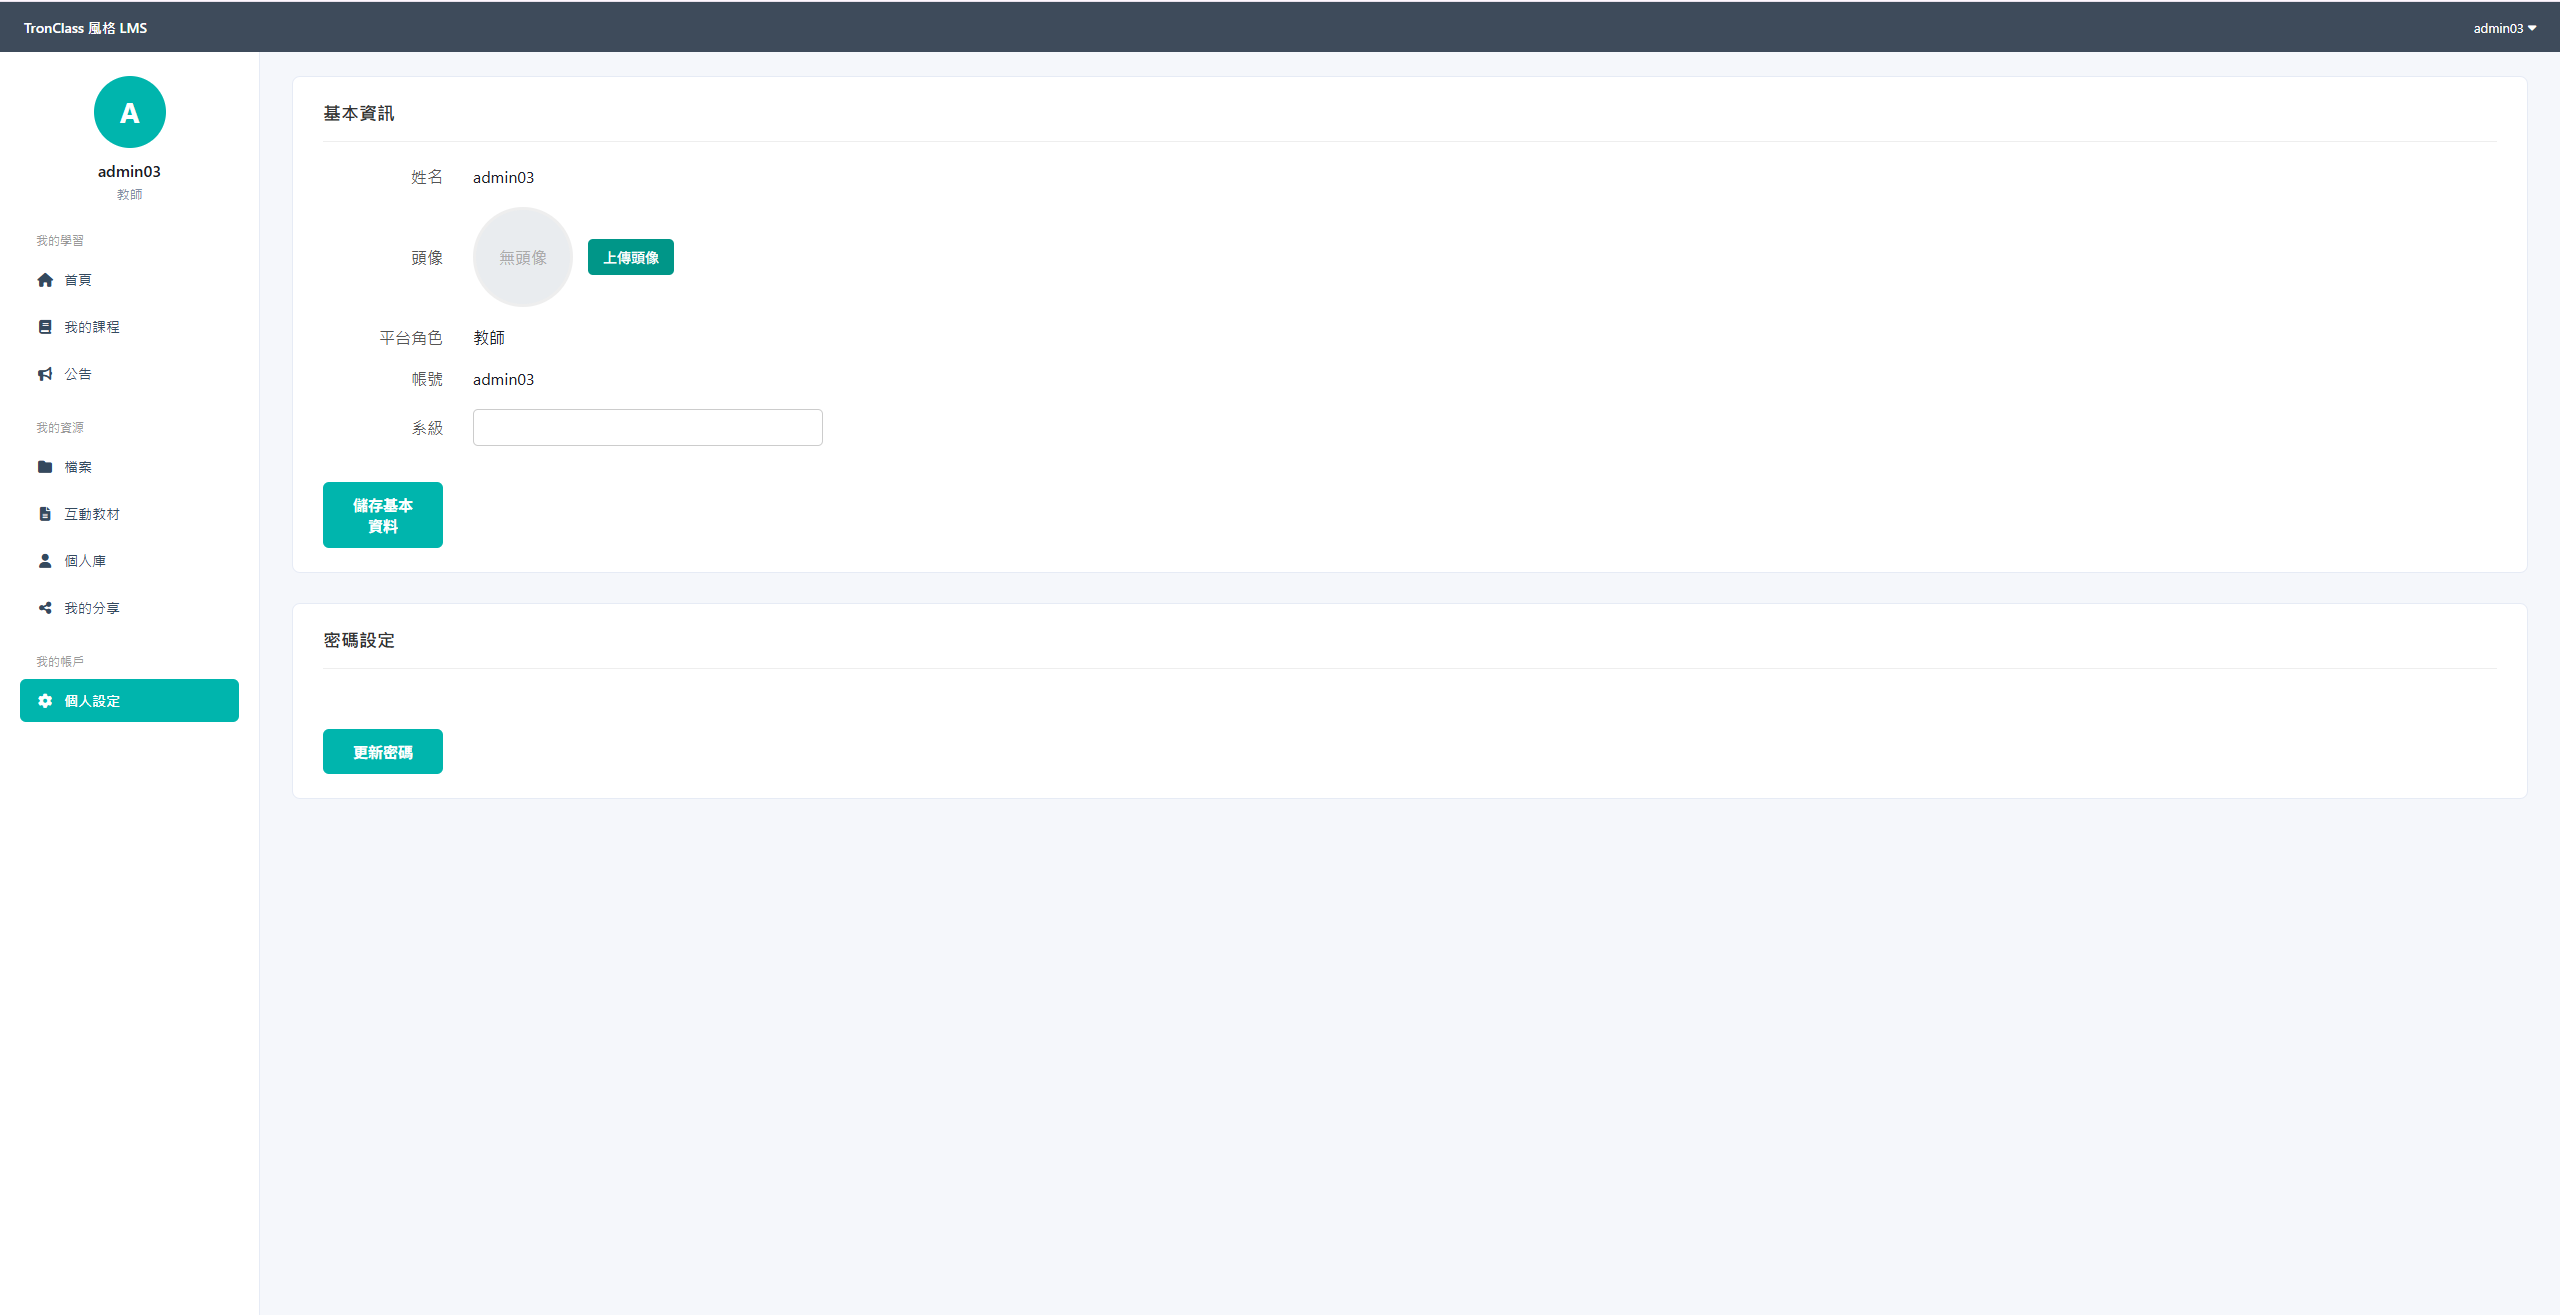 TronClass 風格 LMS
admin03
A
admin03
教師
我的學習
首頁
我的課程
公告
我的資源
檔案
互動教材
個人庫
我的分享
我的帳戶
個人設定
基本資訊
姓名 admin03
頭像 無頭像 上傳頭像
平台角色 教師
帳號 admin03
系級
儲存基本
資料
密碼設定
更新密碼